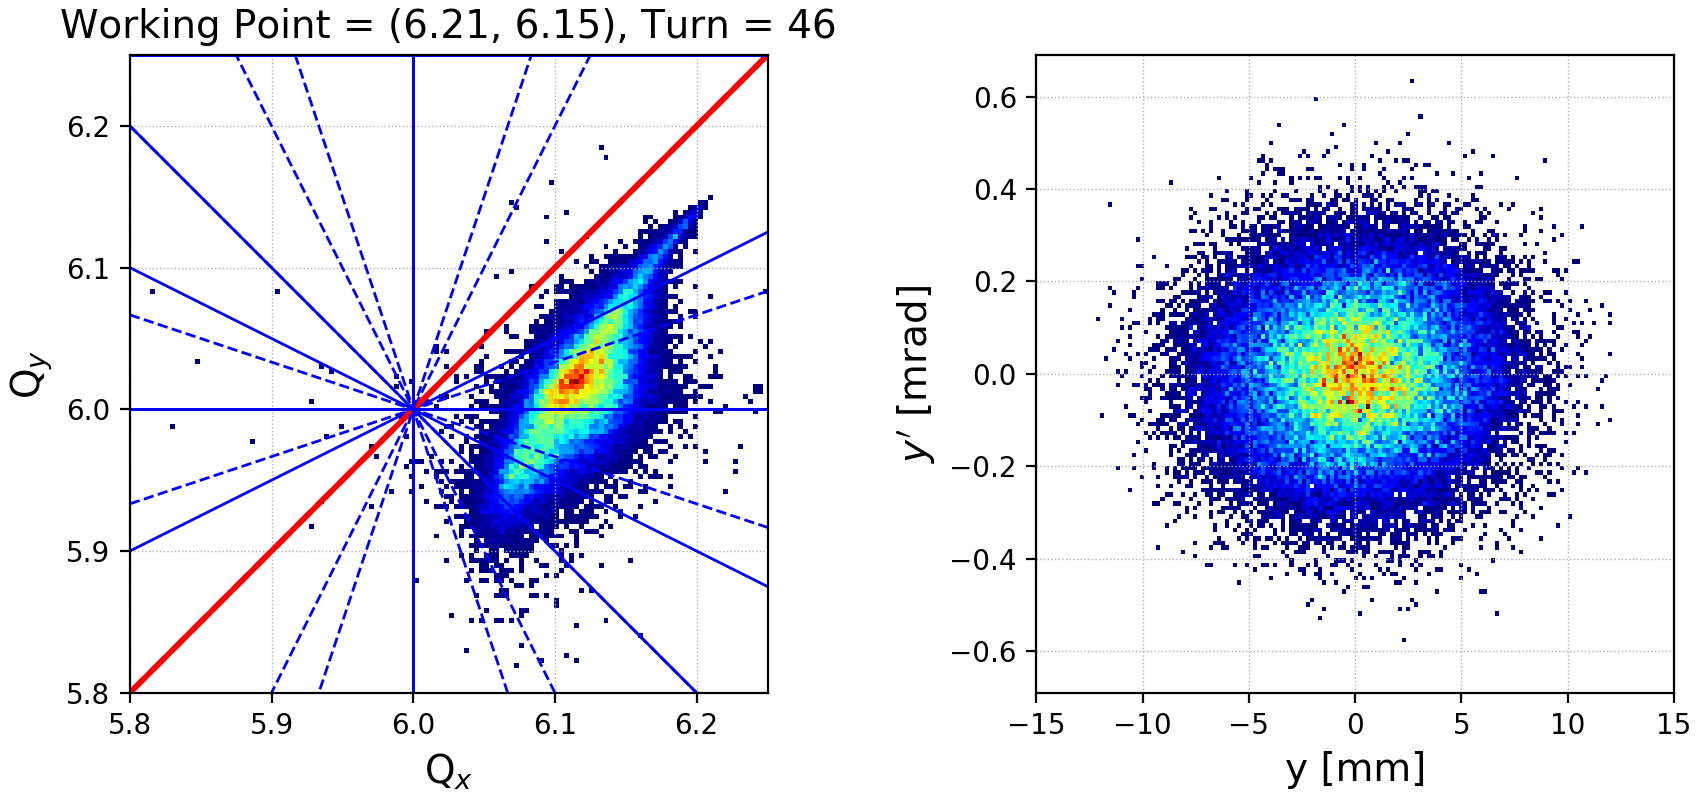 Working Point = (6.21, 6.15), Turn = 46
6.2
6.1
6.0
5.9
5.8
5.8 5.9 6.0 6.1 6.2
Qx
Qy
0.6
0.4
0.2
0.0
−0.2
−0.4
−0.6
−15 −10 −5 0 5 10 15
y [mm]
y′ [mrad]